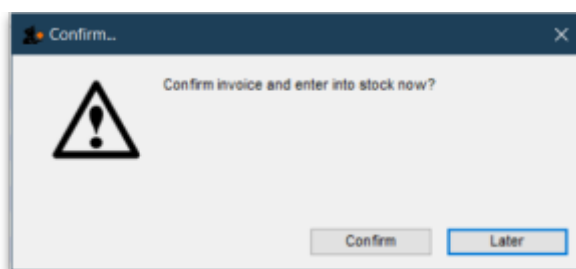 Confirm...
Confirm invoice and enter into stock now?
Confirm
Later